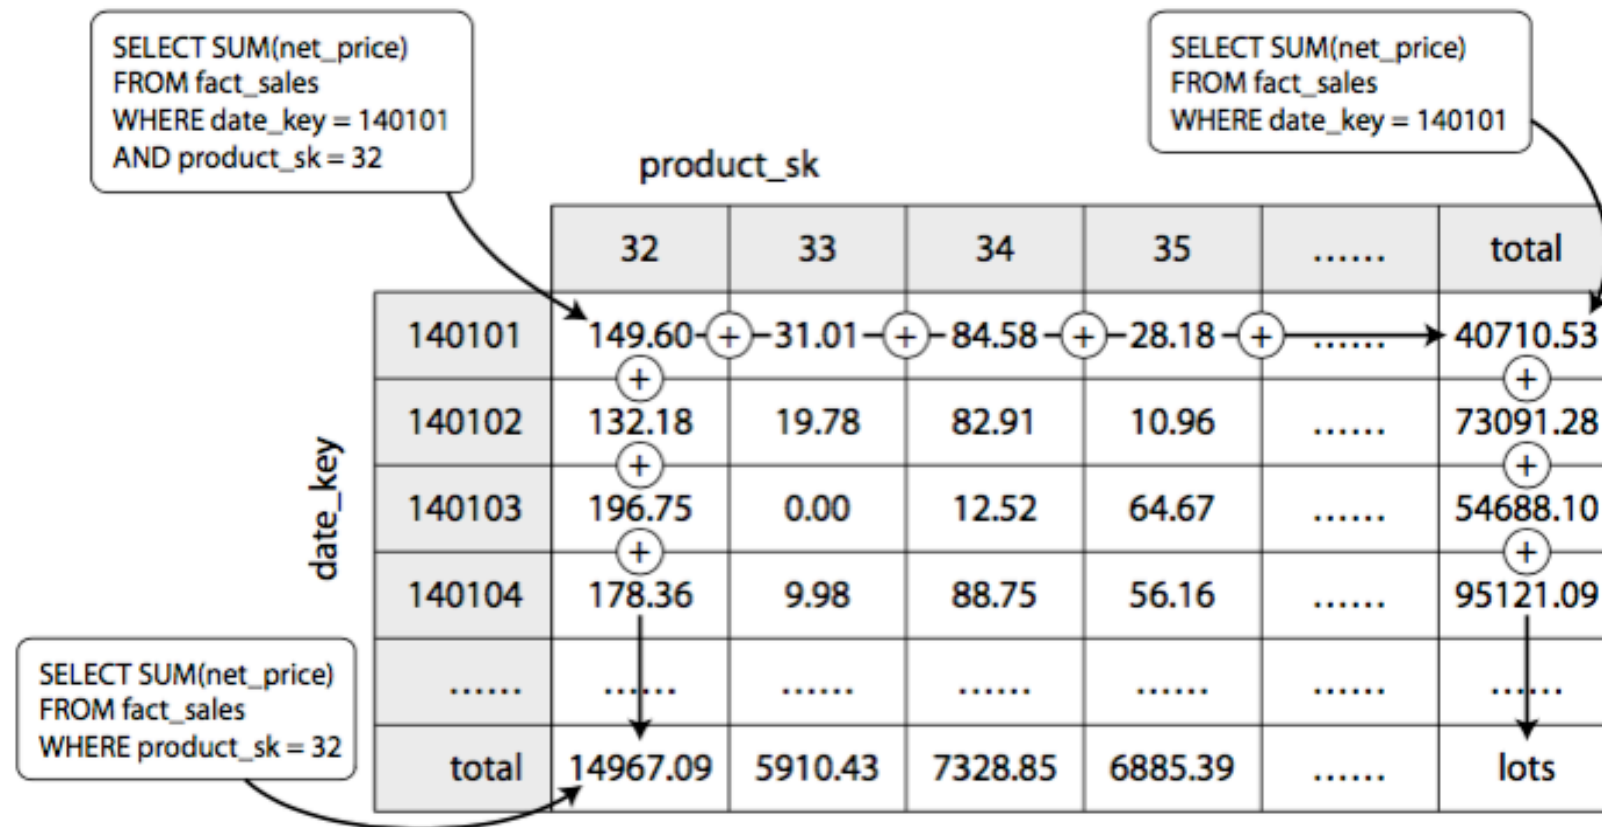 SELECT SUM(net_price)
FROM fact_sales
WHERE date_key = 140101
AND product_sk = 32
SELECT SUM(net_price)
FROM fact_sales
WHERE date_key = 140101
product_sk
32 33 34 35 ...... total
date_key
140101 149.60 + 31.01 + 84.58 + 28.18 + ...... 40710.53
+ +
140102 132.18 19.78 82.91 10.96 ...... 73091.28
+ +
140103 196.75 0.00 12.52 64.67 ...... 54688.10
+ +
140104 178.36 9.98 88.75 56.16 ...... 95121.09
...... ...... ...... ...... ...... ...... ......
total 14967.09 5910.43 7328.85 6885.39 ...... lots
SELECT SUM(net_price)
FROM fact_sales
WHERE product_sk = 32